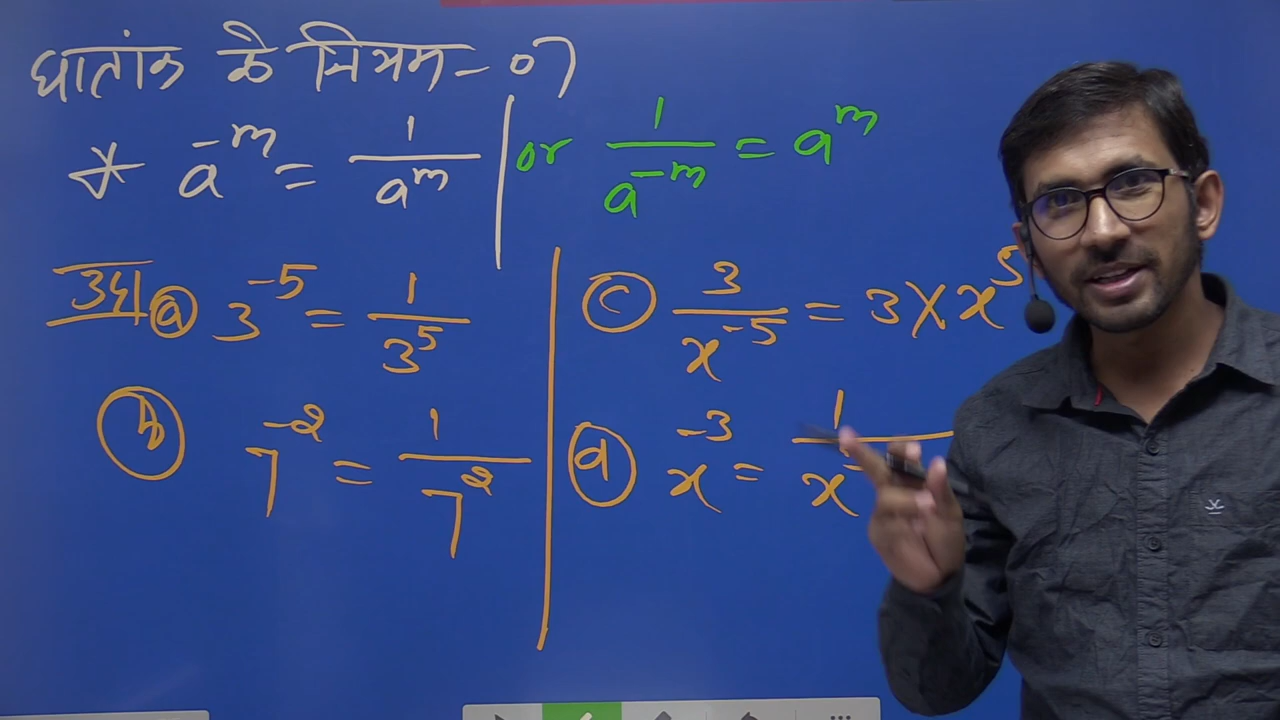 घातांक के नियम - 07
* a^-m = 1/a^m | or 1/a^-m = a^m
उदा (a) 3^-5 = 1/3^5
(b) 7^-2 = 1/7^2
(c) 3/x^-5 = 3 × x^5
(d) x^-3 = 1/x